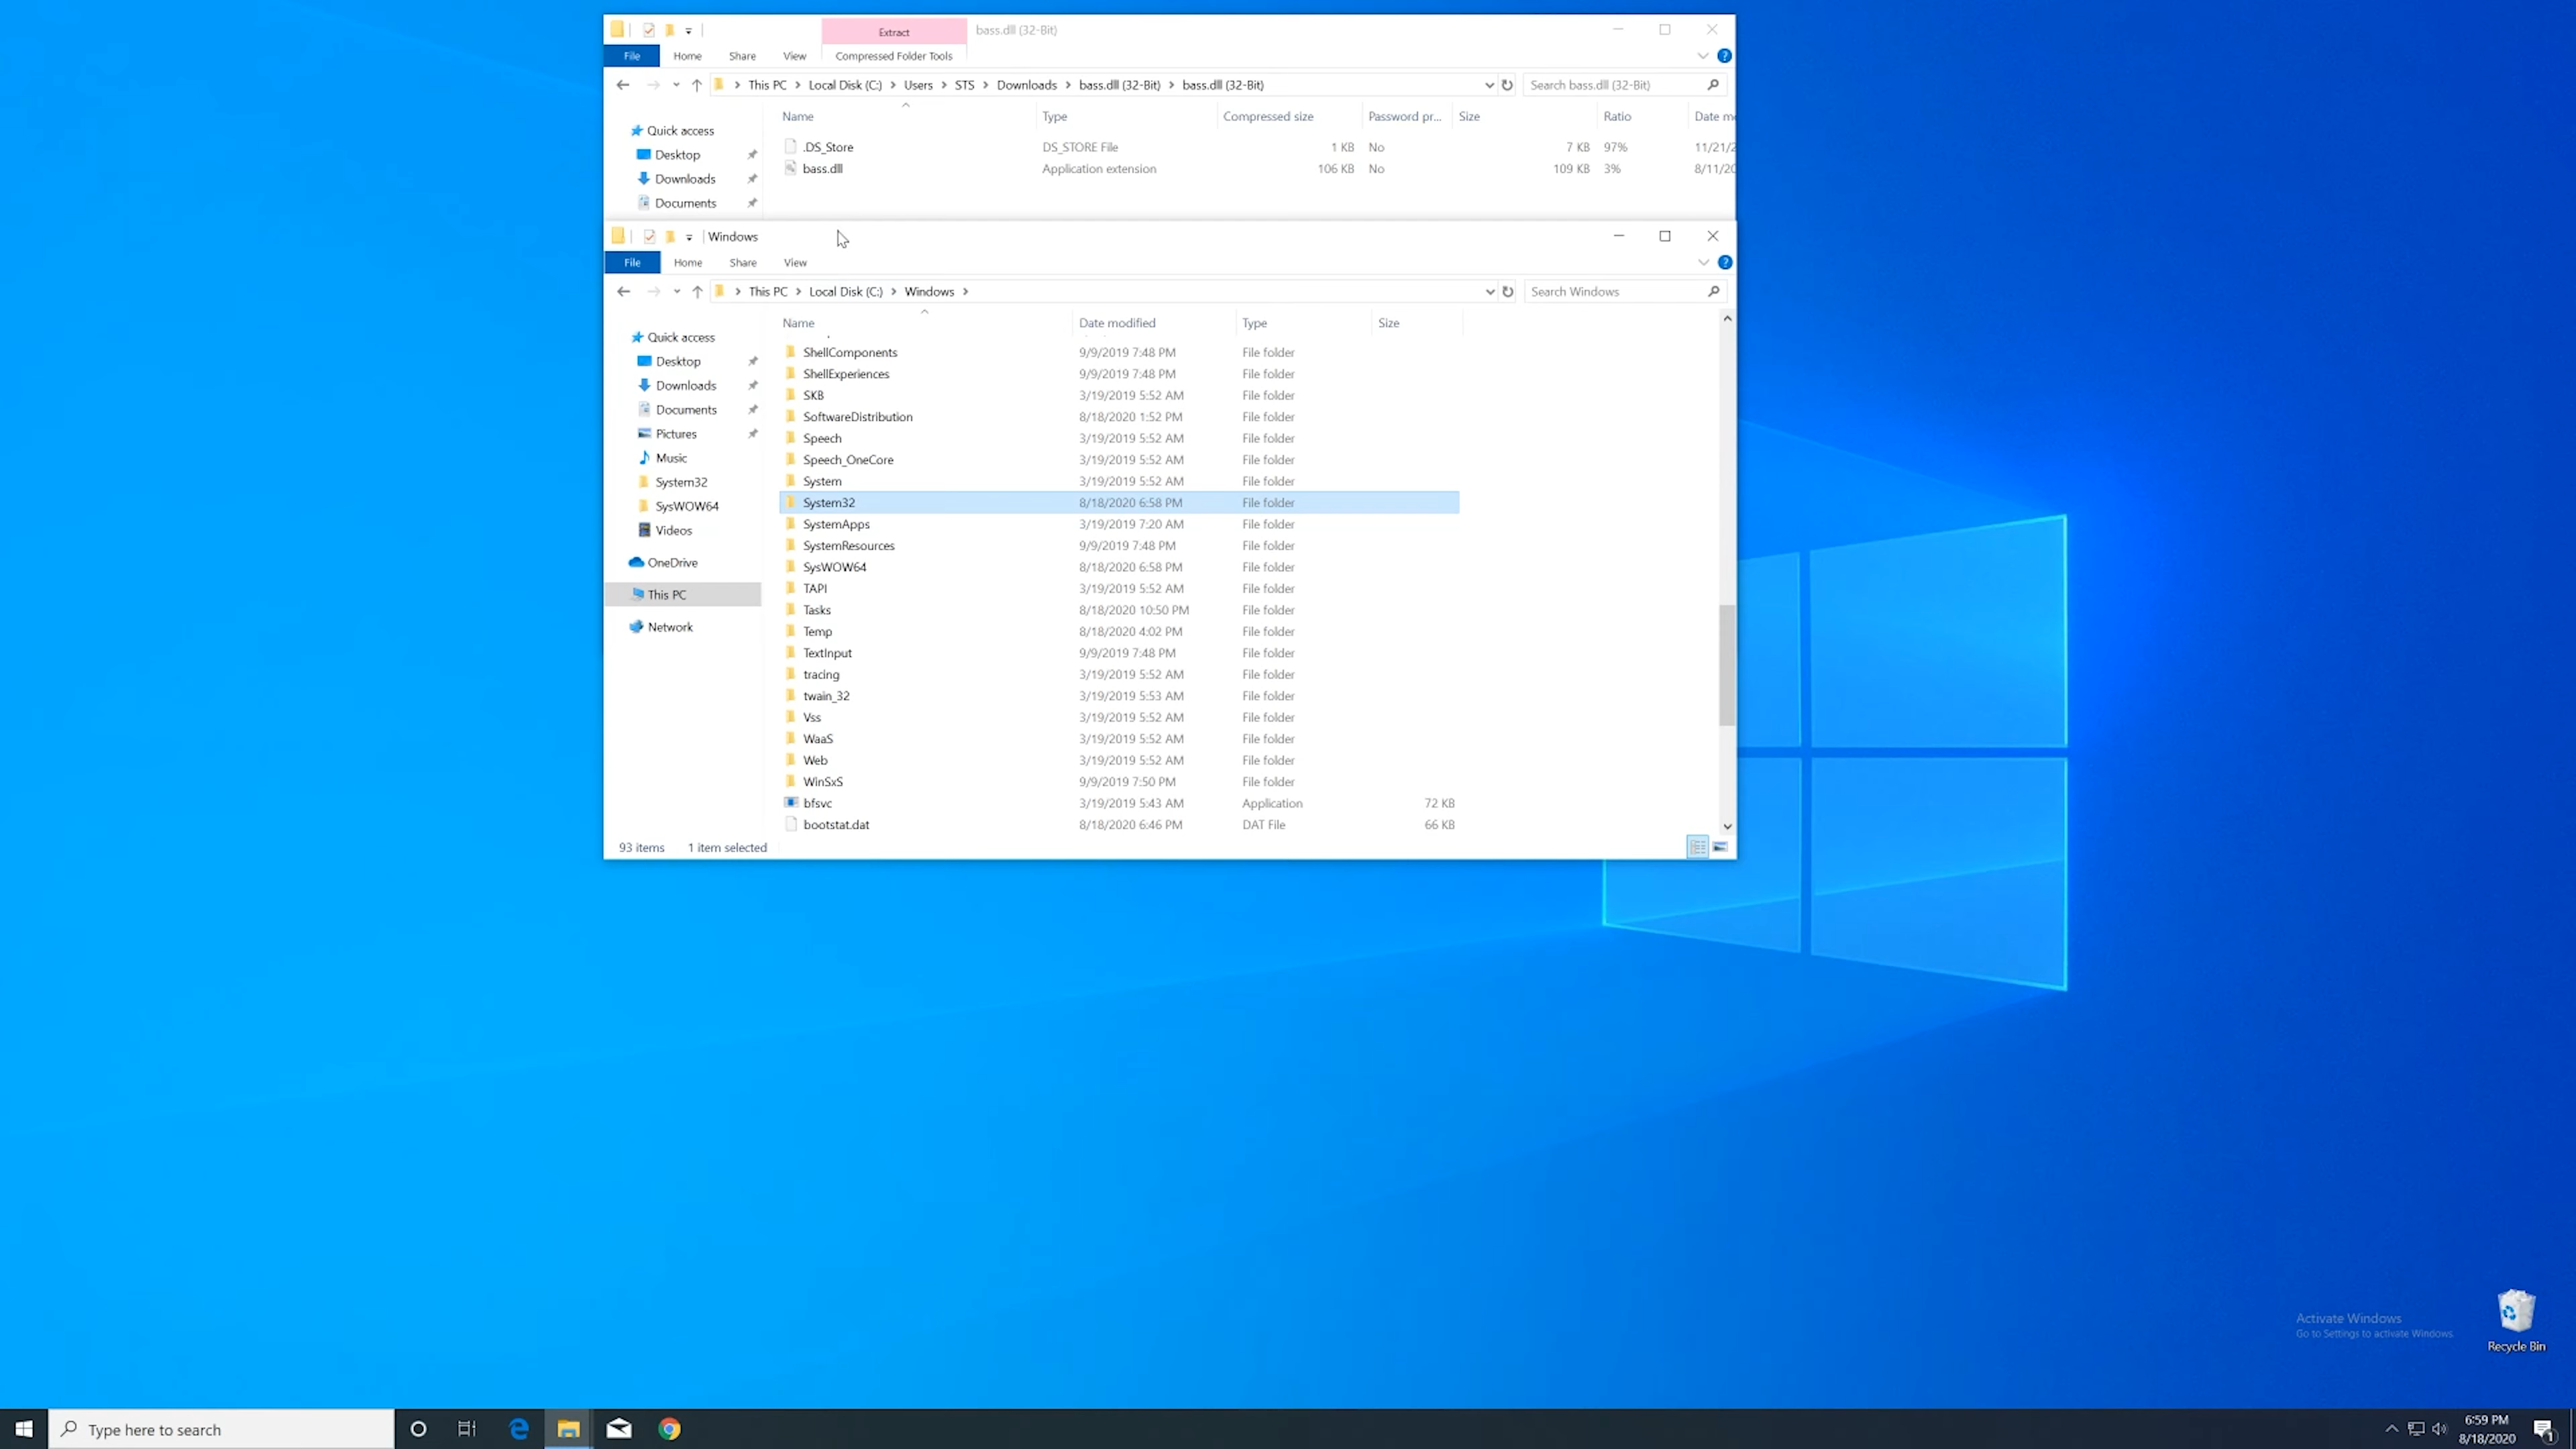 Extract
bass.dll (32-Bit)
File Home Share View Compressed Folder Tools
This PC Local Disk (C:) Users STS Downloads bass.dll (32-Bit) bass.dll (32-Bit) Search bass.dll (32-Bit)
Name Type Compressed size Password pr... Size Ratio
Quick access
Desktop
Downloads
Documents
.DS_Store DS_STORE File 1 KB No 7 KB 97% 11/21/2
bass.dll Application extension 106 KB No 109 KB 3% 8/11/20
Windows
File Home Share View
This PC Local Disk (C:) Windows Search Windows
Quick access
Desktop
Downloads
Documents
Pictures
Music
System32
SysWOW64
Videos
OneDrive
This PC
Network
Name Date modified Type Size
ShellComponents 9/9/2019 7:48 PM File folder
ShellExperiences 9/9/2019 7:48 PM File folder
SKB 3/19/2019 5:52 AM File folder
SoftwareDistribution 8/18/2020 1:52 PM File folder
Speech 3/19/2019 5:52 AM File folder
Speech_OneCore 3/19/2019 5:52 AM File folder
System 3/19/2019 5:52 AM File folder
System32 8/18/2020 6:58 PM File folder
SystemApps 3/19/2019 7:20 AM File folder
SystemResources 9/9/2019 7:48 PM File folder
SysWOW64 8/18/2020 6:58 PM File folder
TAPI 3/19/2019 5:52 AM File folder
Tasks 8/18/2020 10:50 PM File folder
Temp 8/18/2020 4:02 PM File folder
TextInput 9/9/2019 7:48 PM File folder
tracing 3/19/2019 5:52 AM File folder
twain_32 3/19/2019 5:53 AM File folder
Vss 3/19/2019 5:52 AM File folder
WaaS 3/19/2019 5:52 AM File folder
Web 3/19/2019 5:52 AM File folder
WinSxS 9/9/2019 7:50 PM File folder
bfsvc 3/19/2019 5:43 AM Application 72 KB
bootstat.dat 8/18/2020 6:46 PM DAT File 66 KB
93 items 1 item selected
Activate Windows
Go to Settings to activate Windows.
Recycle Bin
Type here to search
6:59 PM
8/18/2020
1